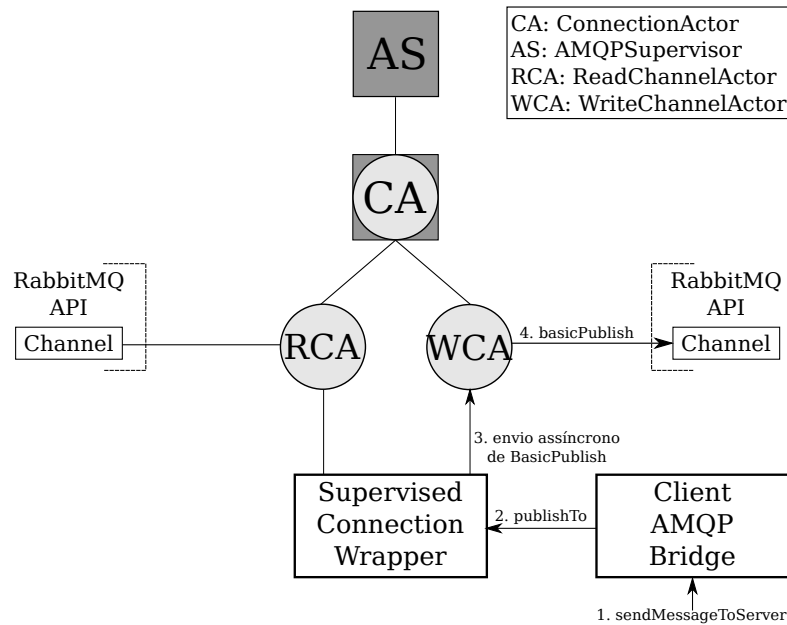 AS
CA: ConnectionActor
AS: AMQPSupervisor
RCA: ReadChannelActor
WCA: WriteChannelActor
CA
RabbitMQ
API
Channel
RCA
WCA
4. basicPublish
RabbitMQ
API
Channel
3. envio assíncrono
de BasicPublish
Supervised
Connection
Wrapper
2. publishTo
Client
AMQP
Bridge
1. sendMessageToServer